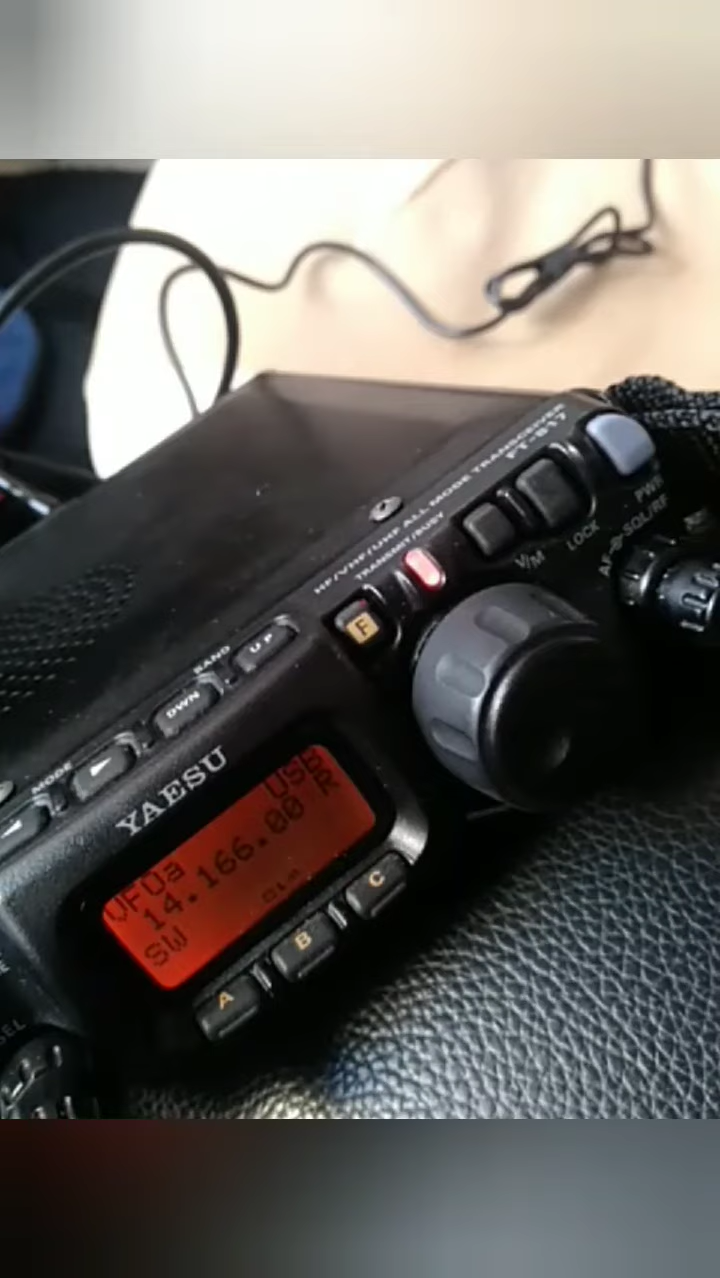 HF/VHF/UHF ALL MODE TRANSCEIVER
FT-817
TRANSMIT/BUSY
PWR
LOCK
V/M
AF-⊕-SQL/RF
F
BAND
UP
DWN
MODE
YAESU
VFOa USB
14.166.00 R
SW
A
B
C
SEL